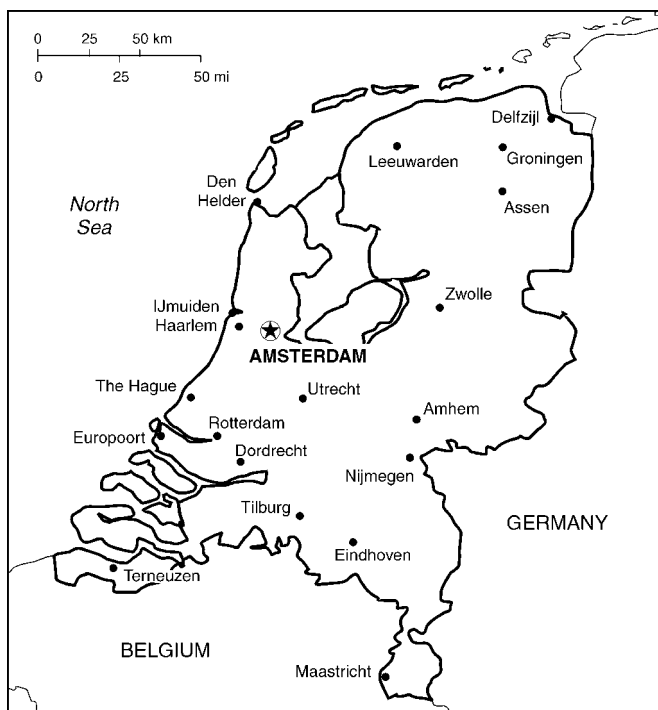 0 25 50 km
0 25 50 mi
Delfzijl
Leeuwarden
Groningen
Den
Helder
Assen
North
Sea
Zwolle
IJmuiden
Haarlem
AMSTERDAM
The Hague
Utrecht
Amhem
Europoort
Rotterdam
Dordrecht
Nijmegen
Tilburg
GERMANY
Eindhoven
Terneuzen
BELGIUM
Maastricht